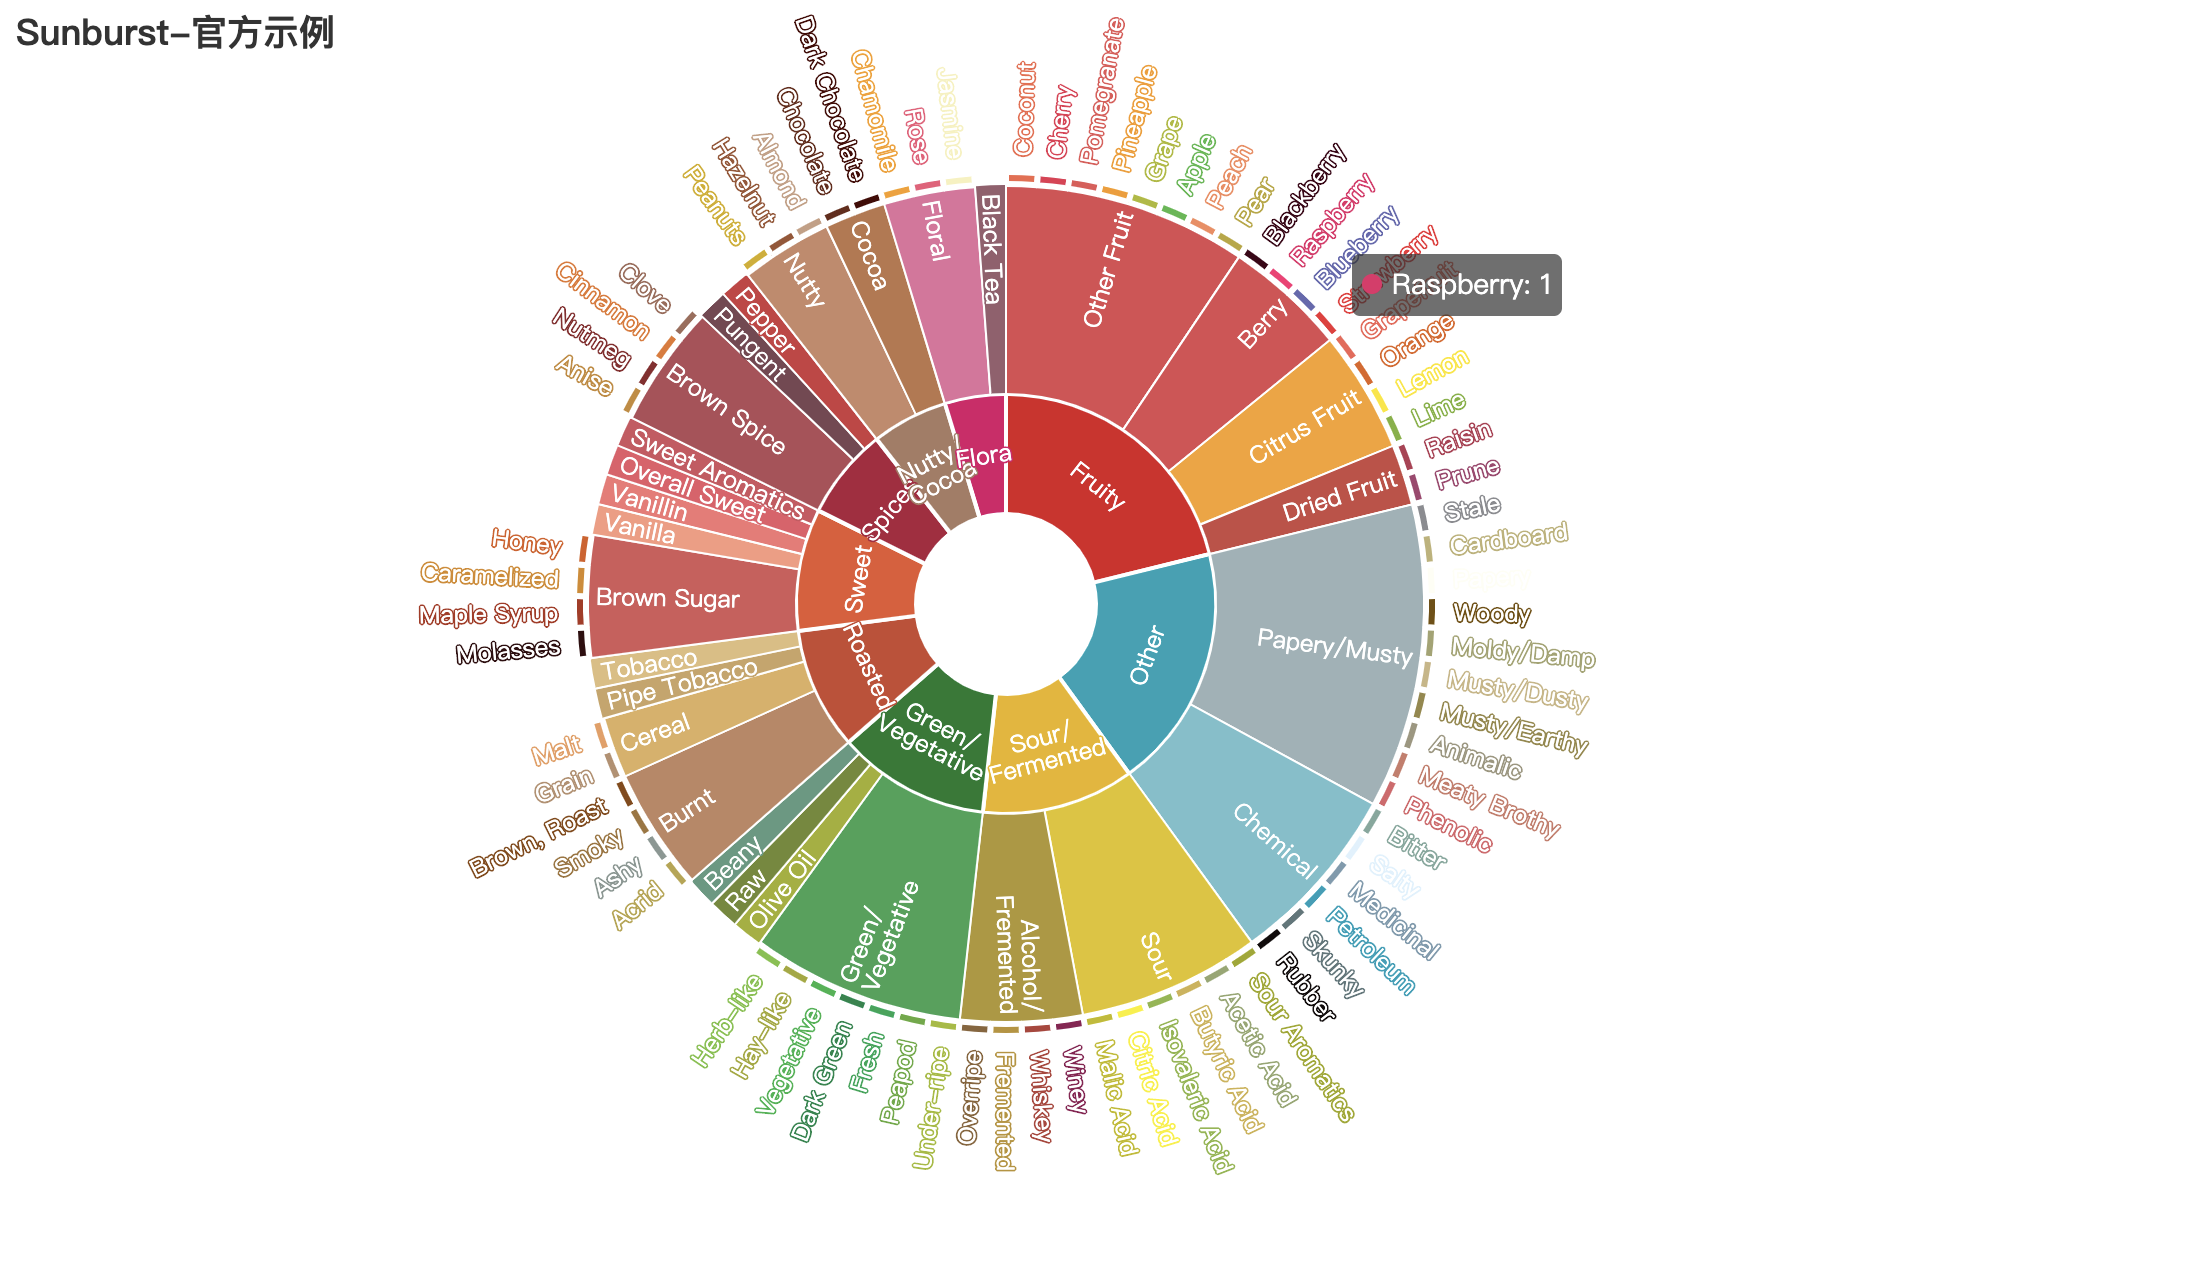 Sunburst-官方示例
Raspberry: 1
Fruity
Other Fruit
Coconut
Cherry
Pomegranate
Pineapple
Grape
Apple
Peach
Pear
Berry
Blackberry
Raspberry
Blueberry
Strawberry
Citrus Fruit
Grapefruit
Orange
Lemon
Lime
Dried Fruit
Raisin
Prune
Other
Papery/Musty
Stale
Cardboard
Woody
Moldy/Damp
Musty/Dusty
Musty/Earthy
Animalic
Meaty Brothy
Phenolic
Chemical
Bitter
Salty
Medicinal
Petroleum
Skunky
Rubber
Sour/
Fermented
Sour
Sour Aromatics
Acetic Acid
Butyric Acid
Isovaleric Acid
Citric Acid
Malic Acid
Alcohol/
Fremented
Winey
Whiskey
Fremented
Overripe
Green/
Vegetative
Green/
Vegetative
Under-ripe
Peapod
Fresh
Dark Green
Vegetative
Hay-like
Herb-like
Olive Oil
Raw
Beany
Roasted
Burnt
Acrid
Ashy
Smoky
Brown, Roast
Cereal
Grain
Malt
Pipe Tobacco
Tobacco
Sweet
Brown Sugar
Molasses
Maple Syrup
Caramelized
Honey
Vanilla
Vanillin
Overall Sweet
Sweet Aromatics
Spices
Brown Spice
Anise
Nutmeg
Cinnamon
Clove
Pungent
Pepper
Nutty/
Cocoa
Nutty
Peanuts
Hazelnut
Almond
Cocoa
Chocolate
Dark Chocolate
Floral
Floral
Chamomile
Rose
Jasmine
Black Tea